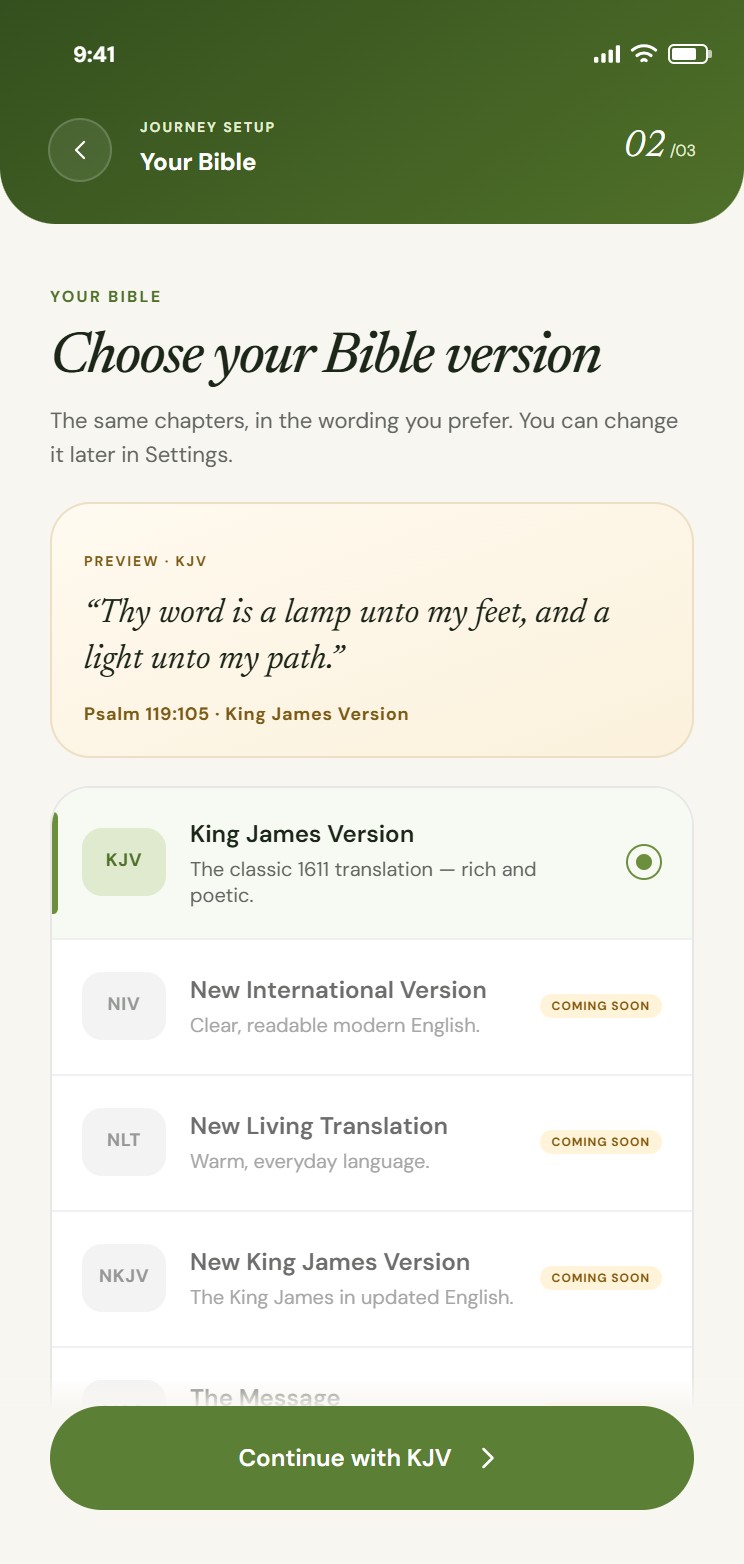 9:41
JOURNEY SETUP
Your Bible
02 /03
YOUR BIBLE
Choose your Bible version
The same chapters, in the wording you prefer. You can change
it later in Settings.
PREVIEW · KJV
“Thy word is a lamp unto my feet, and a
light unto my path.”
Psalm 119:105 · King James Version
KJV
King James Version
The classic 1611 translation — rich and
poetic.
NIV
New International Version
Clear, readable modern English.
COMING SOON
NLT
New Living Translation
Warm, everyday language.
COMING SOON
NKJV
New King James Version
The King James in updated English.
COMING SOON
The Message
Continue with KJV